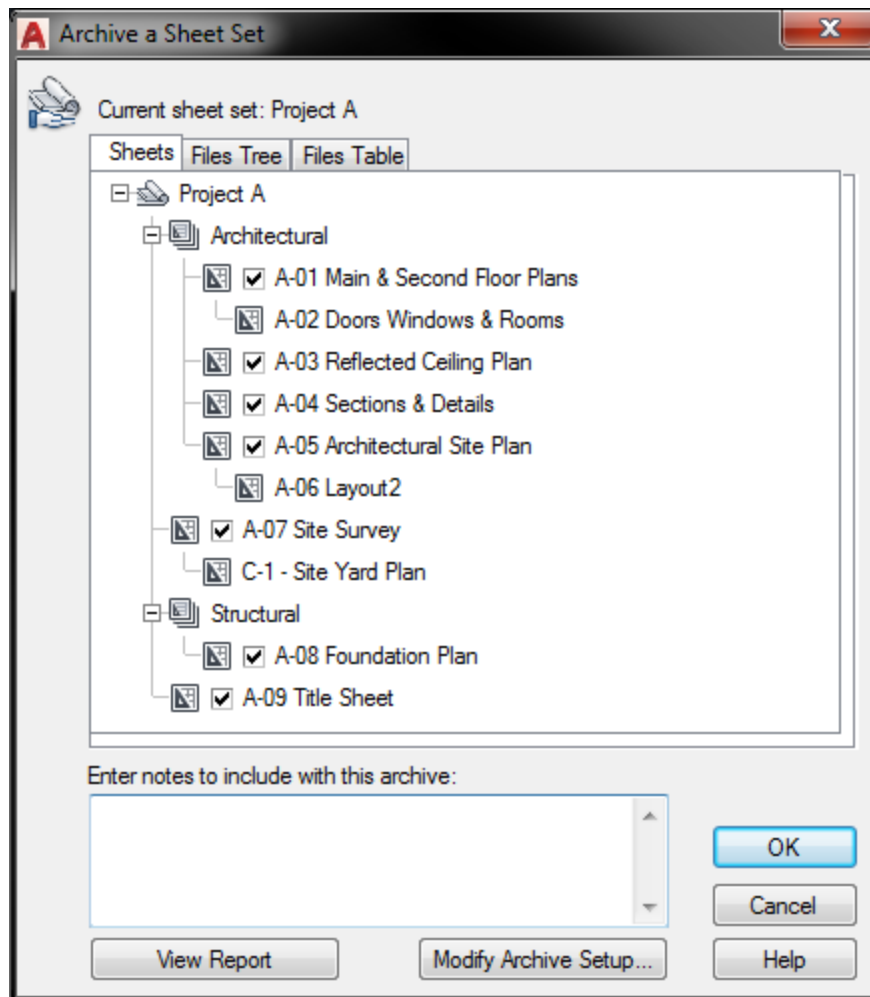 Archive a Sheet Set
Current sheet set: Project A
Sheets Files Tree Files Table
Project A
Architectural
A-01 Main & Second Floor Plans
A-02 Doors Windows & Rooms
A-03 Reflected Ceiling Plan
A-04 Sections & Details
A-05 Architectural Site Plan
A-06 Layout2
A-07 Site Survey
C-1 - Site Yard Plan
Structural
A-08 Foundation Plan
A-09 Title Sheet
Enter notes to include with this archive:
OK
Cancel
View Report Modify Archive Setup... Help